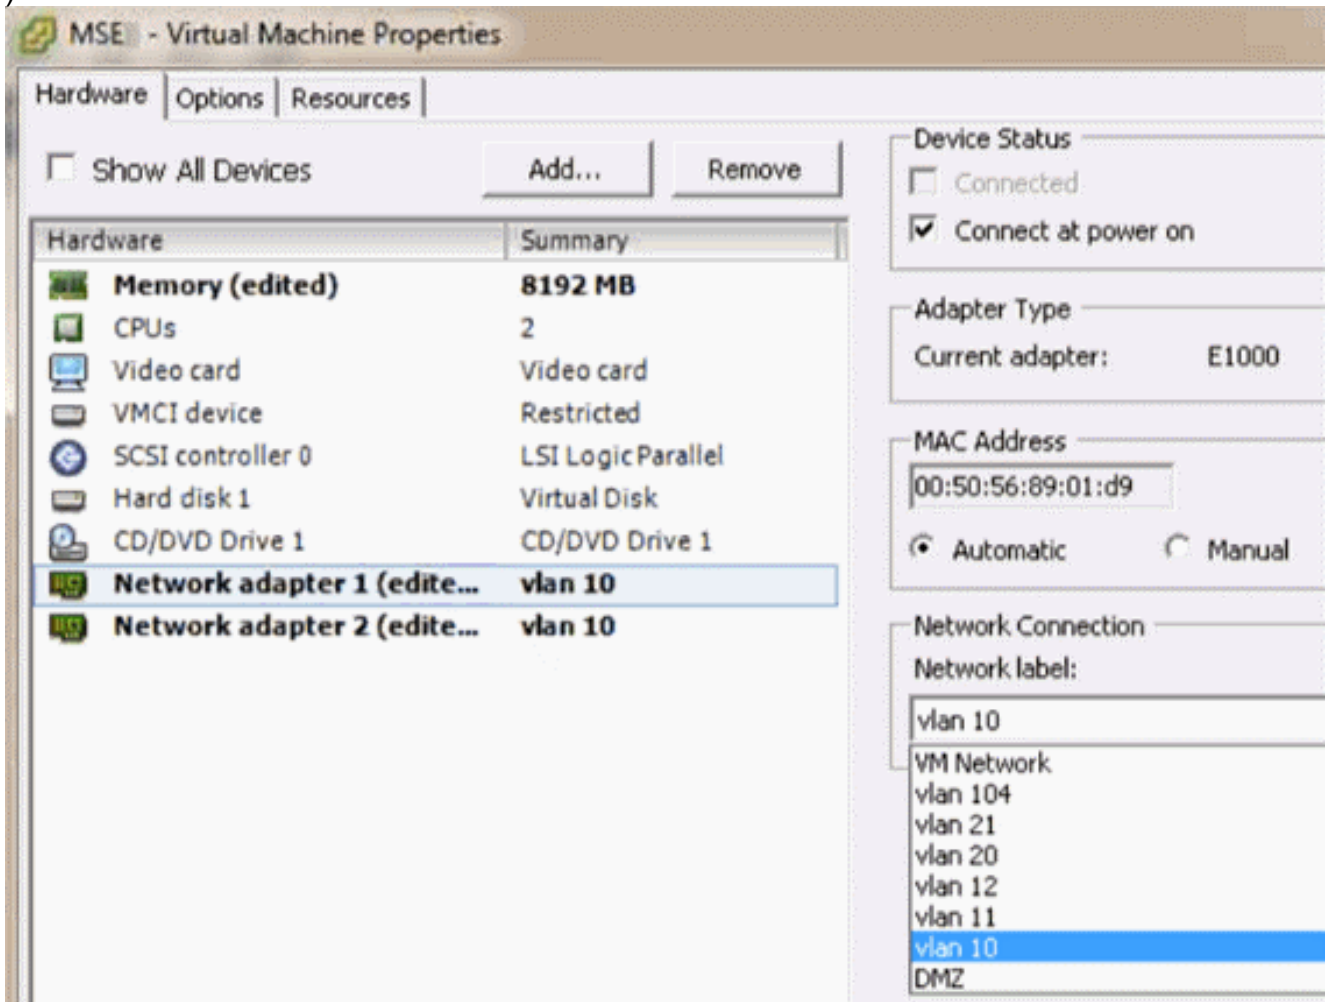 )
MSE - Virtual Machine Properties
Hardware Options Resources
Show All Devices Add... Remove
Hardware Summary
Memory (edited) 8192 MB
CPUs 2
Video card Video card
VMCI device Restricted
SCSI controller 0 LSI Logic Parallel
Hard disk 1 Virtual Disk
CD/DVD Drive 1 CD/DVD Drive 1
Network adapter 1 (edite... vlan 10
Network adapter 2 (edite... vlan 10
Device Status
Connected
Connect at power on
Adapter Type
Current adapter: E1000
MAC Address
00:50:56:89:01:d9
Automatic Manual
Network Connection
Network label:
vlan 10
VM Network
vlan 104
vlan 21
vlan 20
vlan 12
vlan 11
vlan 10
DMZ